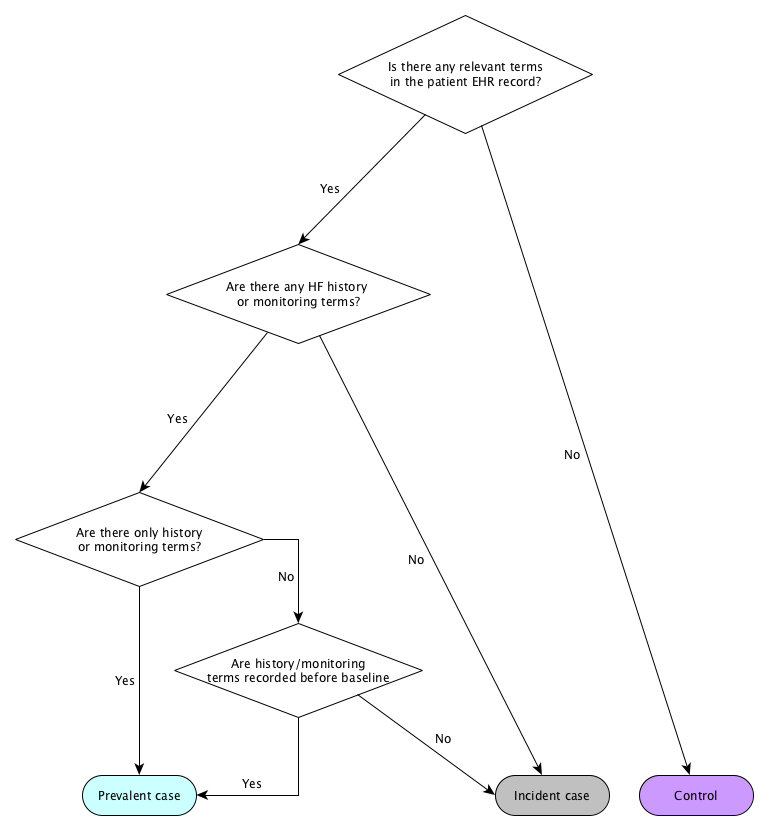 Is there any relevant terms
in the patient EHR record?
Yes
Are there any HF history
or monitoring terms?
Yes
No
Are there only history
or monitoring terms?
No
No
Are history/monitoring
terms recorded before baseline
Yes
No
Yes
Prevalent case
Incident case
Control